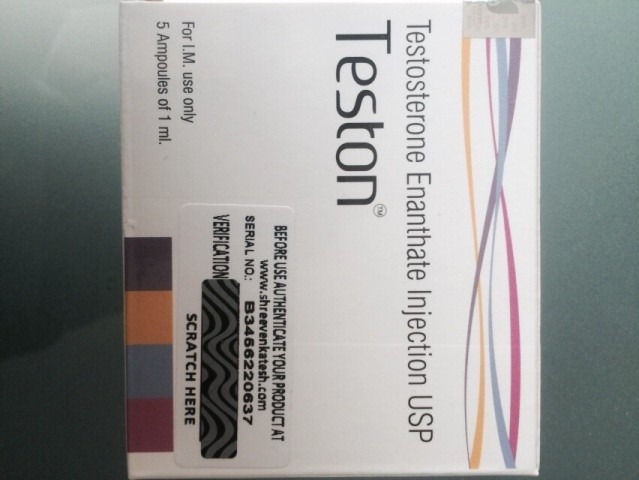 Testosterone Enanthate Injection USP
Teston™
For I.M. use only
5 Ampoules of 1 ml.
BEFORE USE AUTHENTICATE YOUR PRODUCT AT
www.shreevenkatesh.com
SERIAL NO.: B3456220637
VERIFICATION
SCRATCH HERE